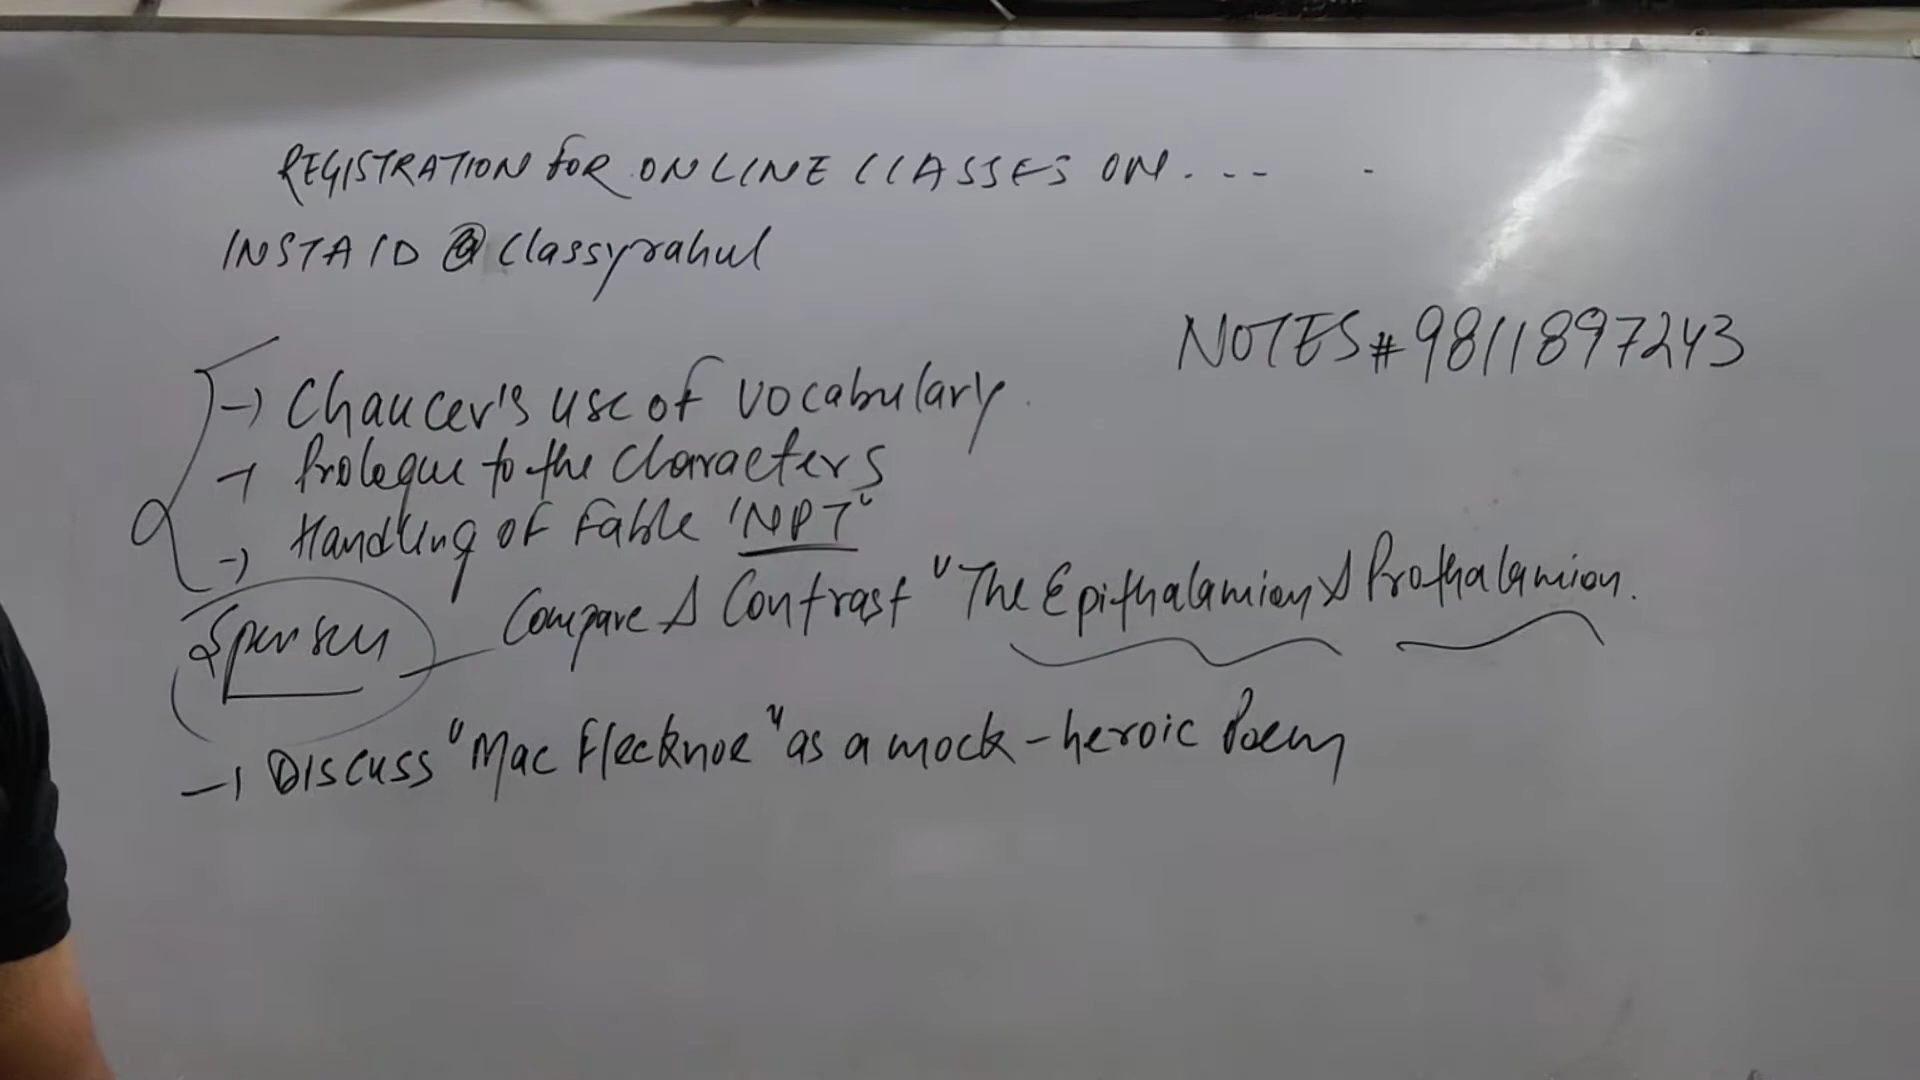 REGISTRATION FOR ONLINE CLASSES ON....
INSTA ID @ Classyrahul
NOTES # 9811897243
→ Chaucer's use of vocabulary.
→ Prologue to the Characters
→ Handling of Fable 'NPT"
Spenser — Compare & Contrast "The Epithalamion & Prothalamion.
→ Discuss "Mac Flecknoe" as a mock-heroic Poem